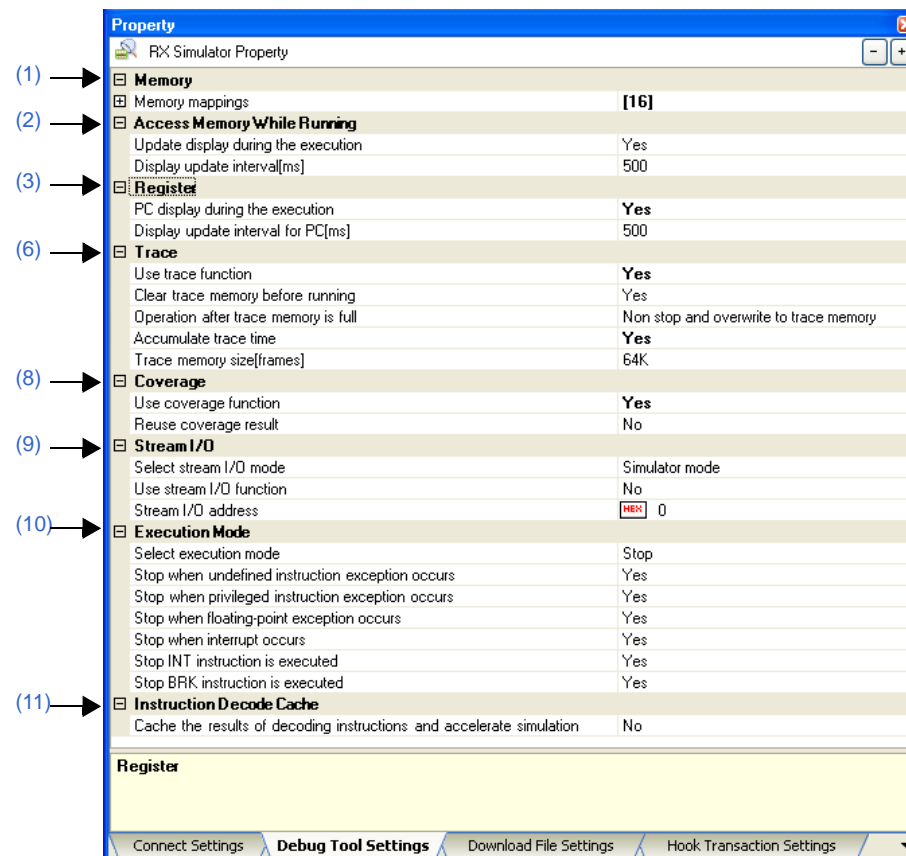 Property
RX Simulator Property
- +
(1) Memory
Memory mappings [16]
(2) Access Memory While Running
Update display during the execution Yes
Display update interval[ms] 500
(3) Register
PC display during the execution Yes
Display update interval for PC[ms] 500
(6) Trace
Use trace function Yes
Clear trace memory before running Yes
Operation after trace memory is full Non stop and overwrite to trace memory
Accumulate trace time Yes
Trace memory size[frames] 64K
(8) Coverage
Use coverage function Yes
Reuse coverage result No
(9) Stream I/O
Select stream I/O mode Simulator mode
Use stream I/O function No
Stream I/O address HEX 0
(10) Execution Mode
Select execution mode Stop
Stop when undefined instruction exception occurs Yes
Stop when privileged instruction exception occurs Yes
Stop when floating-point exception occurs Yes
Stop when interrupt occurs Yes
Stop INT instruction is executed Yes
Stop BRK instruction is executed Yes
(11) Instruction Decode Cache
Cache the results of decoding instructions and accelerate simulation No
Register
Connect Settings Debug Tool Settings Download File Settings Hook Transaction Settings